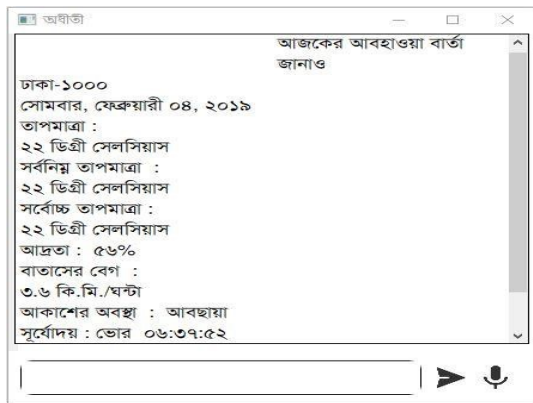 অধীতী
আজকের আবহাওয়া বার্তা
জানাও
ঢাকা-১০০০
সোমবার, ফেব্রুয়ারী ০৪, ২০১৯
তাপমাত্রা :
২২ ডিগ্রী সেলসিয়াস
সর্বনিম্ন তাপমাত্রা :
২২ ডিগ্রী সেলসিয়াস
সর্বোচ্চ তাপমাত্রা :
২২ ডিগ্রী সেলসিয়াস
আদ্রতা : ৫৬%
বাতাসের বেগ :
৩.৬ কি.মি./ঘন্টা
আকাশের অবস্থা : আবছায়া
সূর্যোদয় : ভোর ০৬:৩৭:৫২